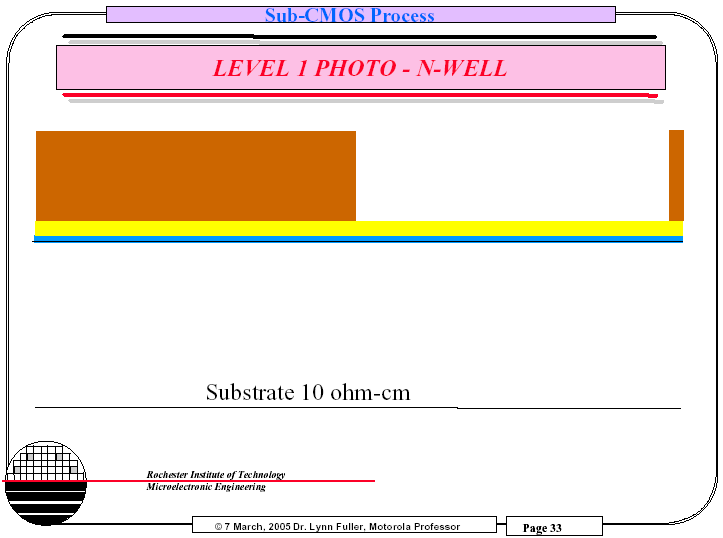 Sub-CMOS Process
LEVEL 1 PHOTO - N-WELL
Substrate 10 ohm-cm
Rochester Institute of Technology
Microelectronic Engineering
© 7 March, 2005 Dr. Lynn Fuller, Motorola Professor
Page 33